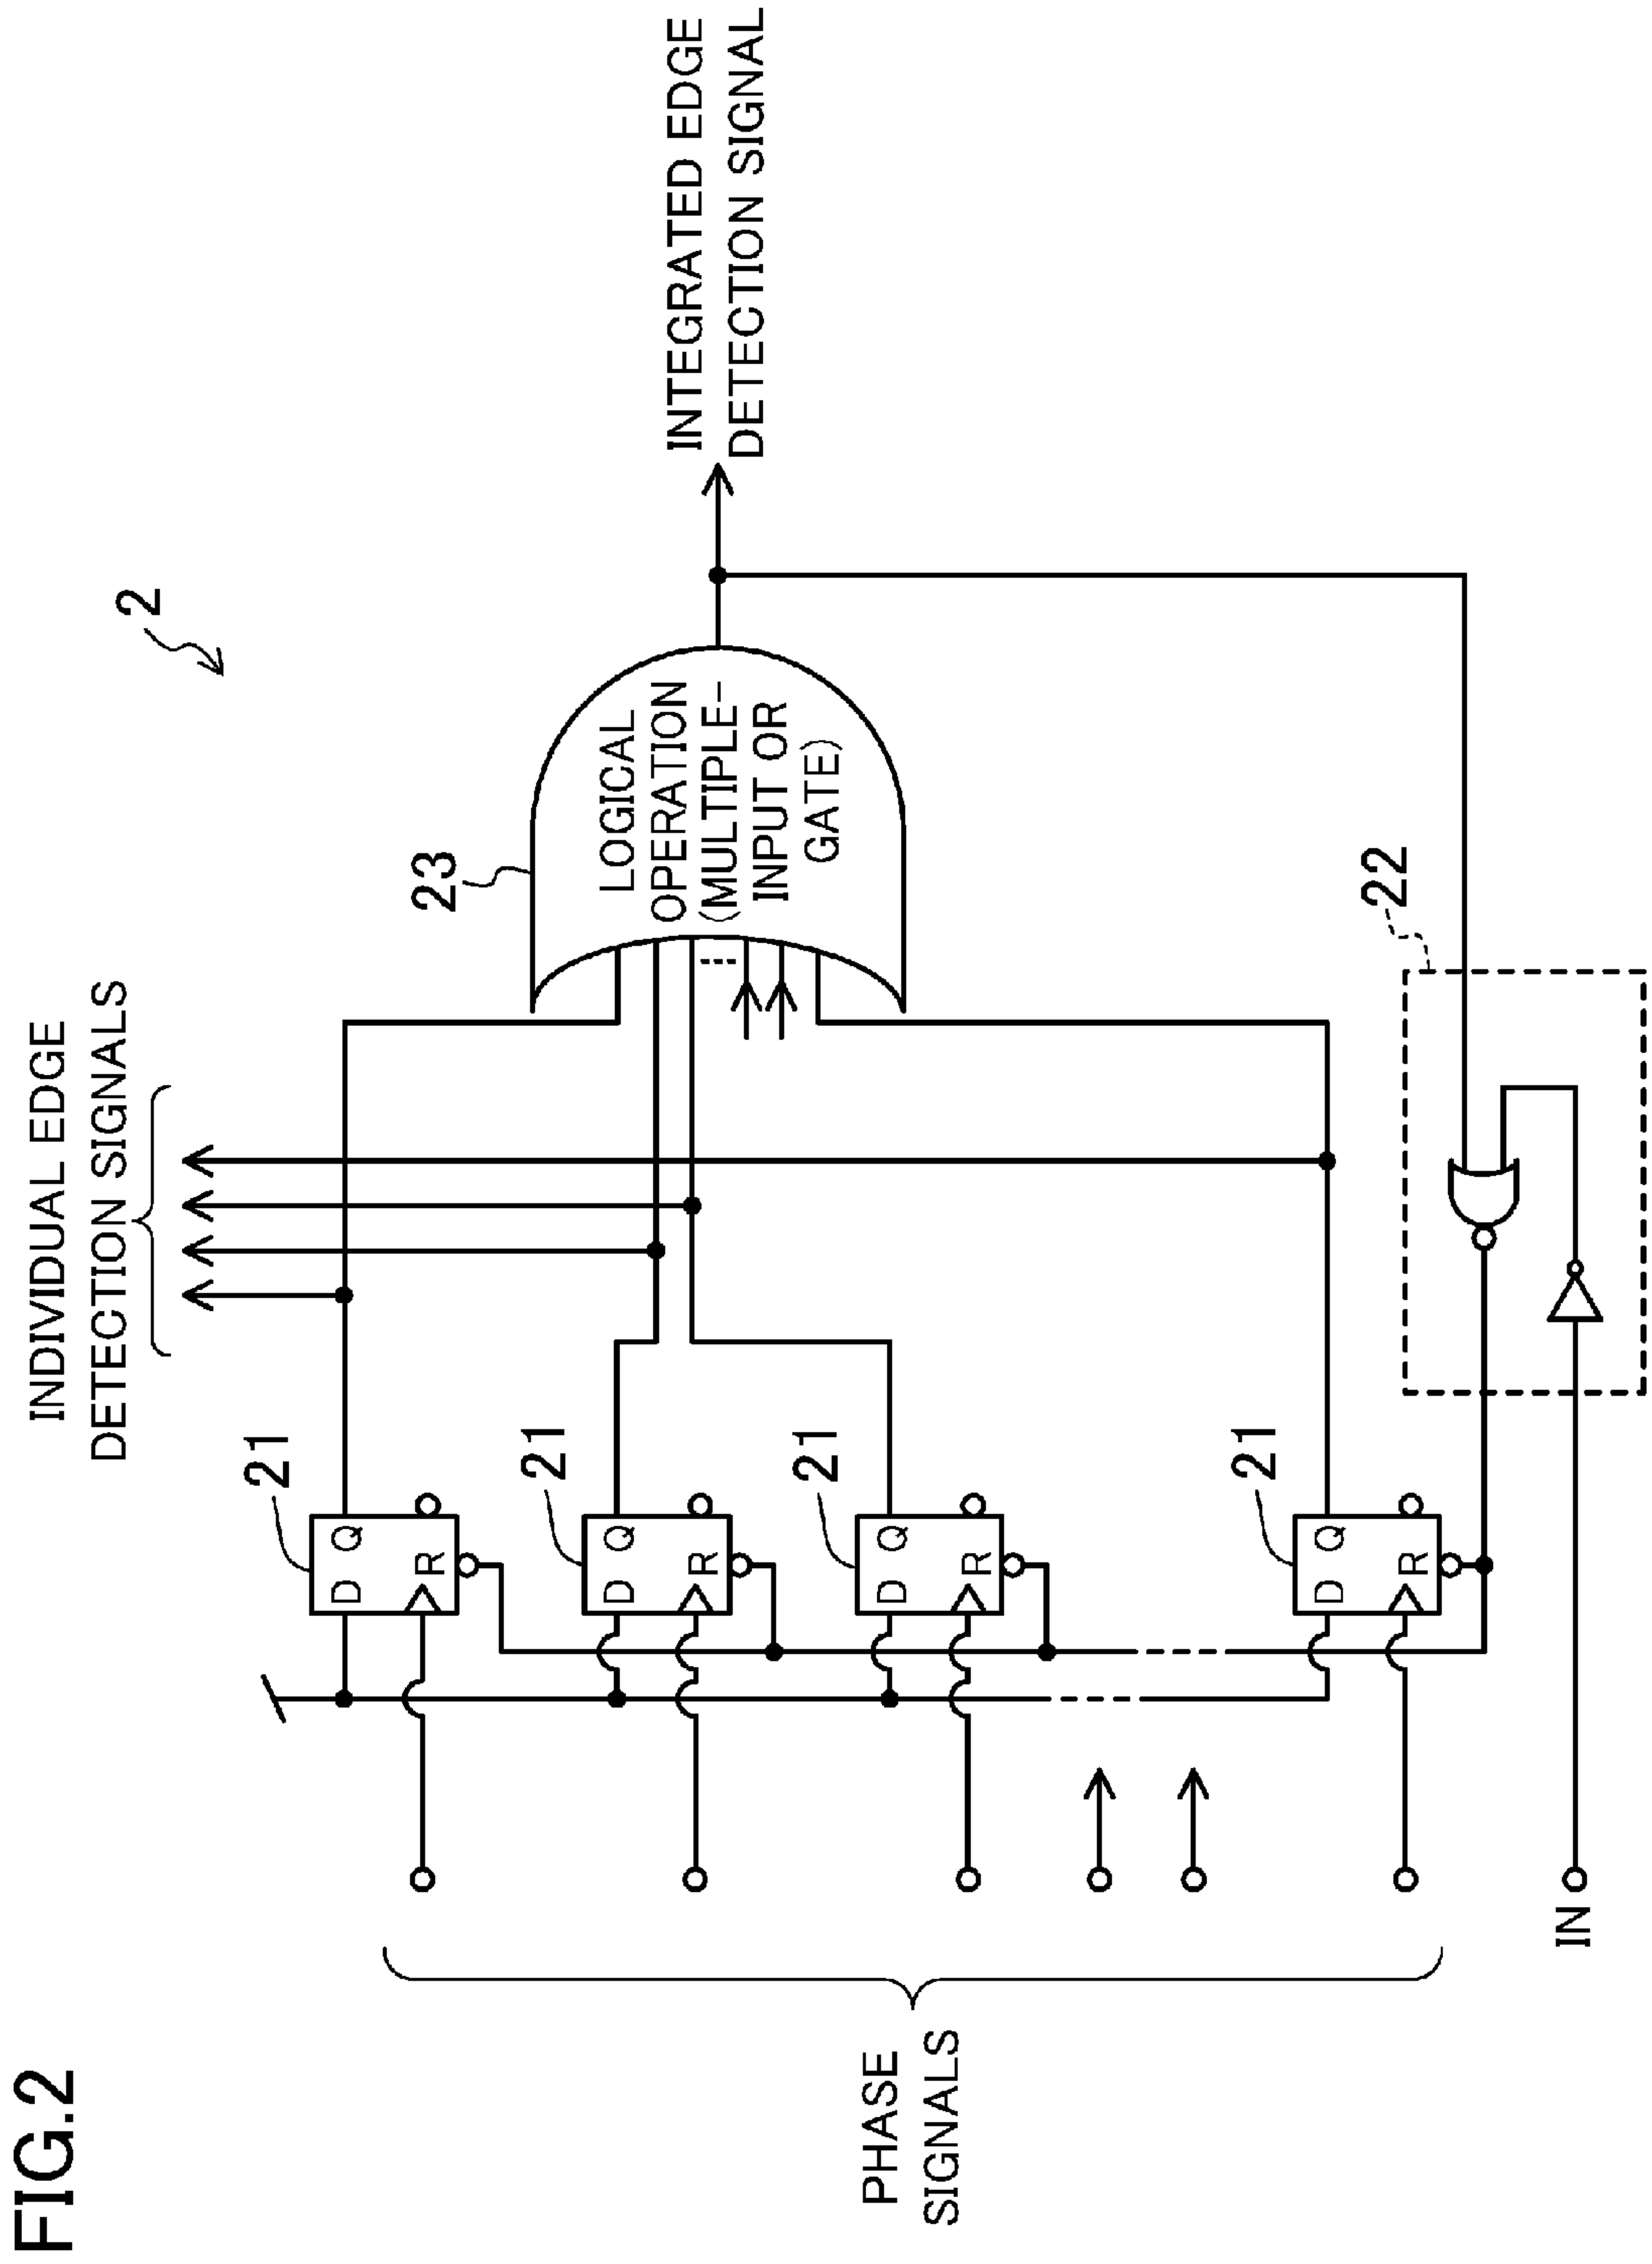 FIG.2
2
INDIVIDUAL EDGE
DETECTION SIGNALS
INTEGRATED EDGE
DETECTION SIGNAL
23
LOGICAL
OPERATION
(MULTIPLE-
INPUT OR
GATE)
PHASE
SIGNALS
21
D Q
R
21
D Q
R
21
D Q
R
21
D Q
R
22
IN